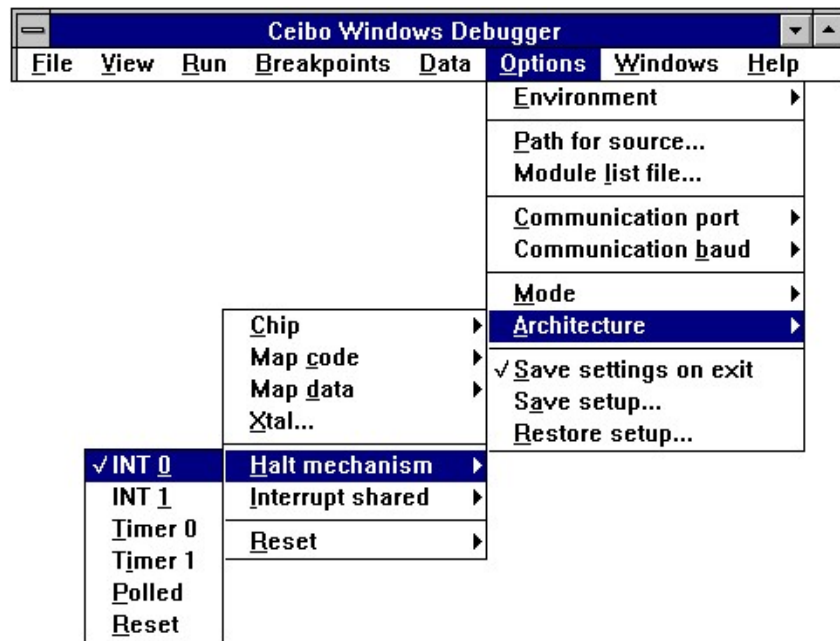 Ceibo Windows Debugger
File View Run Breakpoints Data Options Windows Help
Environment
Path for source...
Module list file...
Communication port
Communication baud
Mode
Architecture
√ Save settings on exit
Save setup...
Restore setup...
Chip
Map code
Map data
Xtal...
Halt mechanism
Interrupt shared
Reset
√ INT 0
INT 1
Timer 0
Timer 1
Polled
Reset